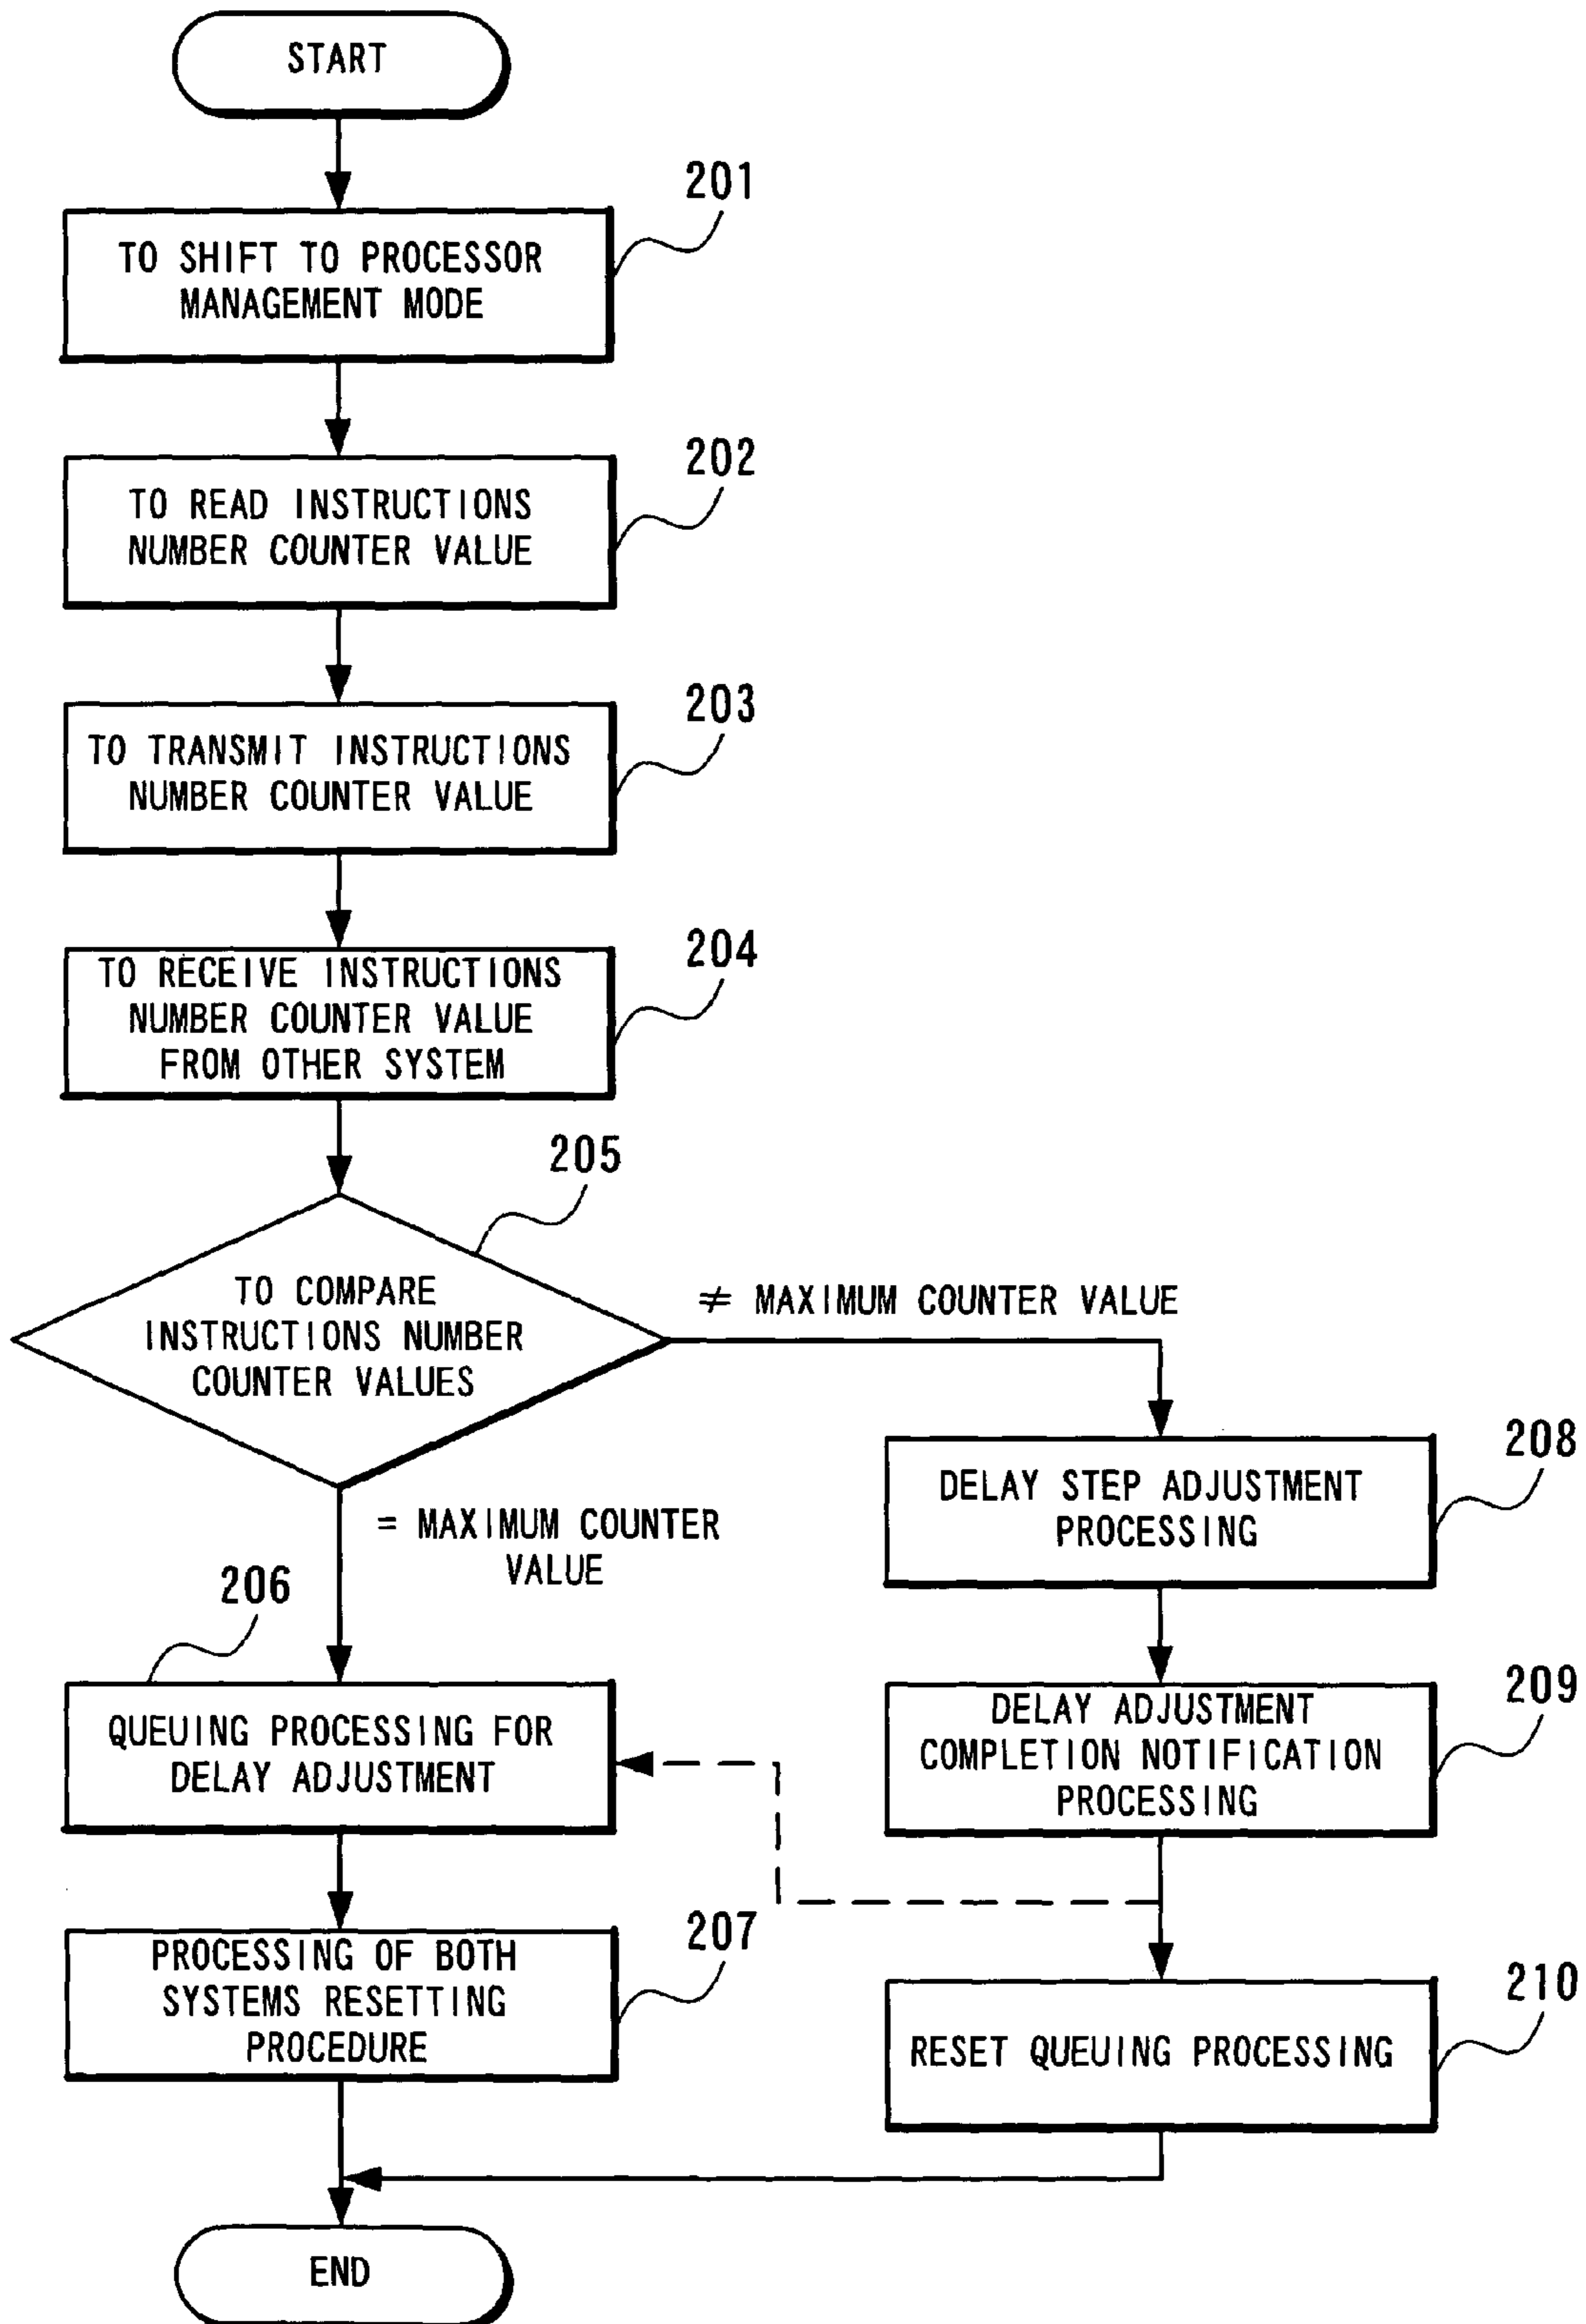 START
201
TO SHIFT TO PROCESSOR
MANAGEMENT MODE
202
TO READ INSTRUCTIONS
NUMBER COUNTER VALUE
203
TO TRANSMIT INSTRUCTIONS
NUMBER COUNTER VALUE
204
TO RECEIVE INSTRUCTIONS
NUMBER COUNTER VALUE
FROM OTHER SYSTEM
205
TO COMPARE
INSTRUCTIONS NUMBER
COUNTER VALUES
≠ MAXIMUM COUNTER VALUE
= MAXIMUM COUNTER
VALUE
206
QUEUING PROCESSING FOR
DELAY ADJUSTMENT
207
PROCESSING OF BOTH
SYSTEMS RESETTING
PROCEDURE
208
DELAY STEP ADJUSTMENT
PROCESSING
209
DELAY ADJUSTMENT
COMPLETION NOTIFICATION
PROCESSING
210
RESET QUEUING PROCESSING
END